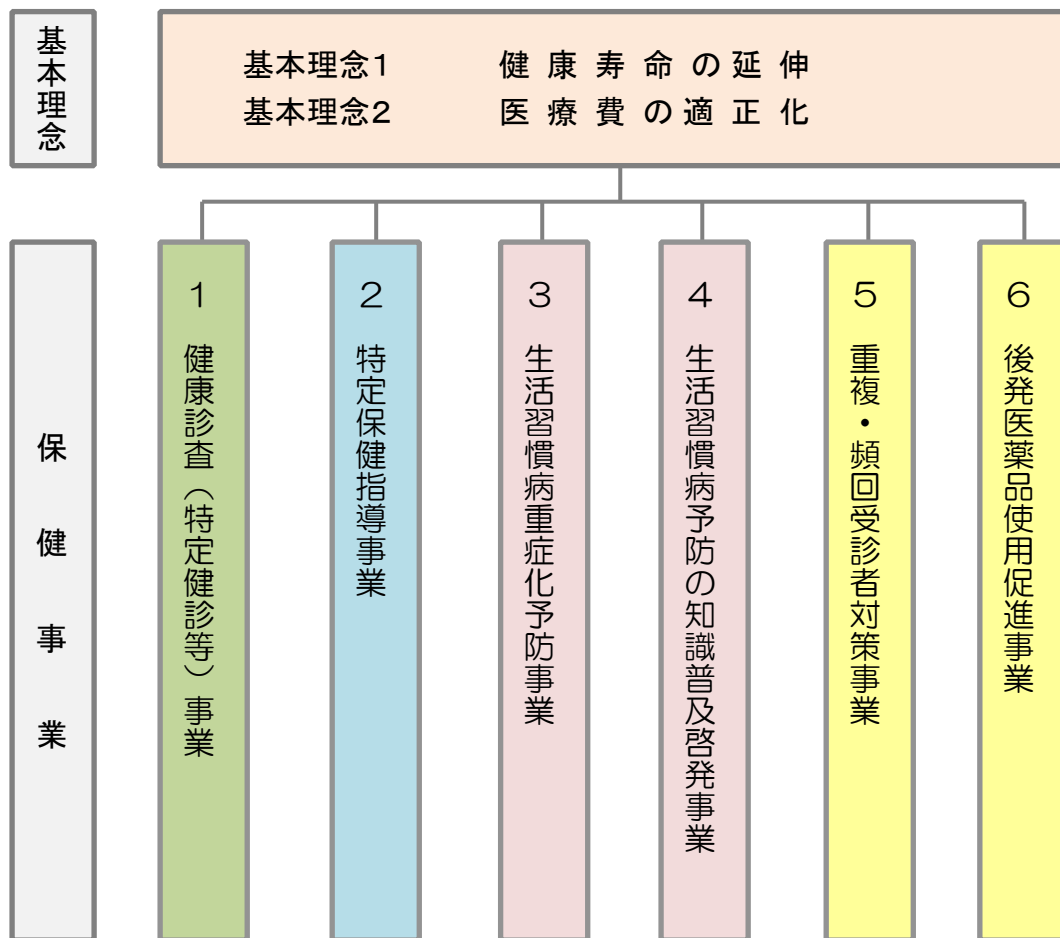 基本理念
基本理念1 健康寿命の延伸
基本理念2 医療費の適正化
保健事業
1 健康診査（特定健診等）事業
2 特定保健指導事業
3 生活習慣病重症化予防事業
4 生活習慣病予防の知識普及啓発事業
5 重複・頻回受診者対策事業
6 後発医薬品使用促進事業